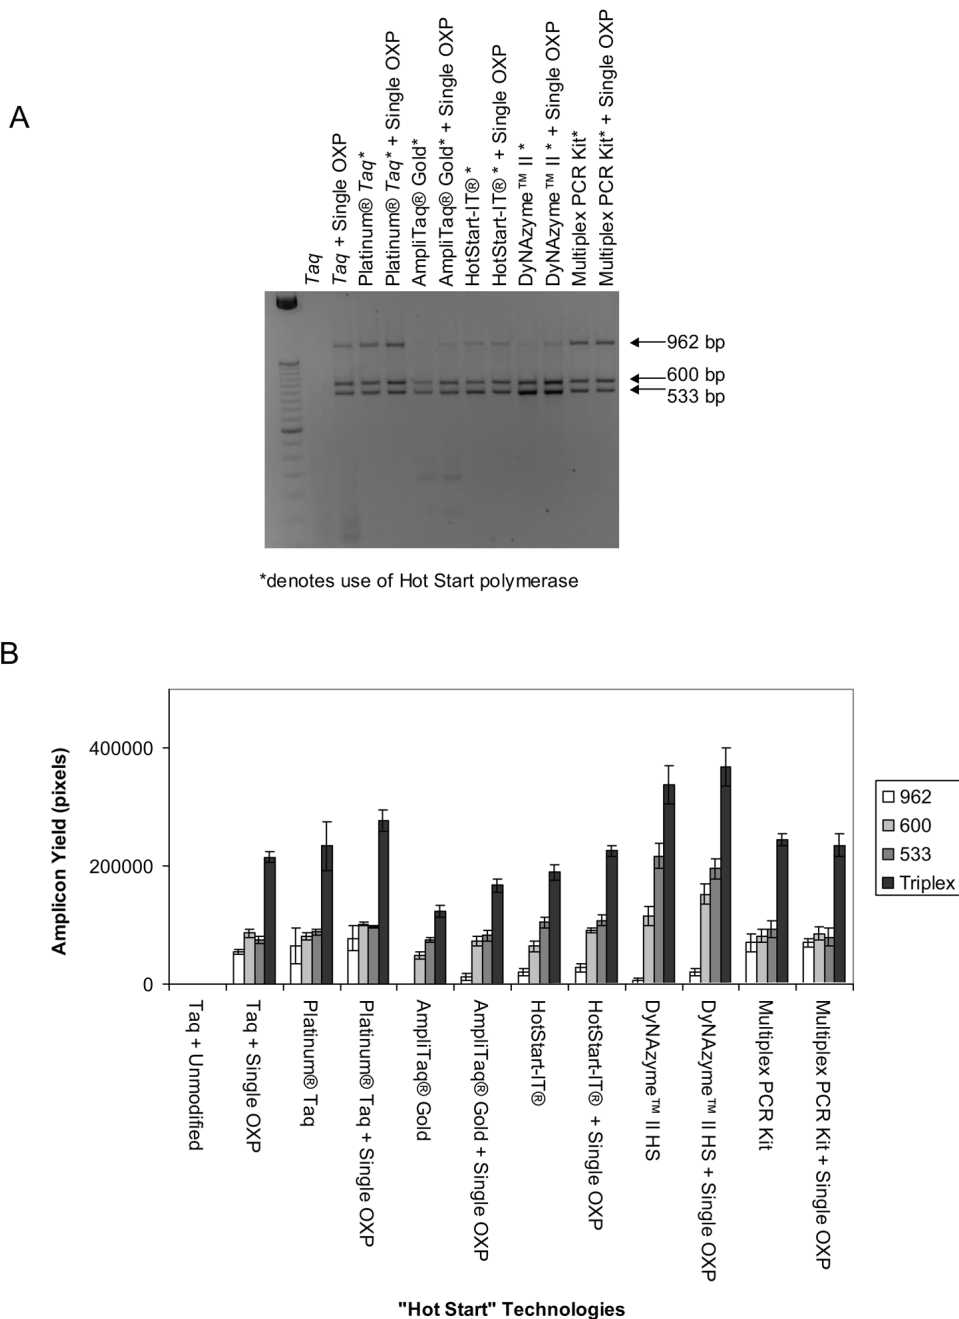 A
Taq
Taq + Single OXP
Platinum® Taq*
Platinum® Taq* + Single OXP
AmpliTaq® Gold*
AmpliTaq® Gold* + Single OXP
HotStart-IT® *
HotStart-IT® * + Single OXP
DyNAzyme™ II *
DyNAzyme™ II * + Single OXP
Multiplex PCR Kit*
Multiplex PCR Kit* + Single OXP
962 bp
600 bp
533 bp
*denotes use of Hot Start polymerase
B
Amplicon Yield (pixels)
400000
200000
0
962
600
533
Triplex
Taq + Unmodified
Taq + Single OXP
Platinum® Taq
Platinum® Taq + Single OXP
AmpliTaq® Gold
AmpliTaq® Gold + Single OXP
HotStart-IT®
HotStart-IT® + Single OXP
DyNAzyme™ II HS
DyNAzyme™ II HS + Single OXP
Multiplex PCR Kit
Multiplex PCR Kit + Single OXP
"Hot Start" Technologies